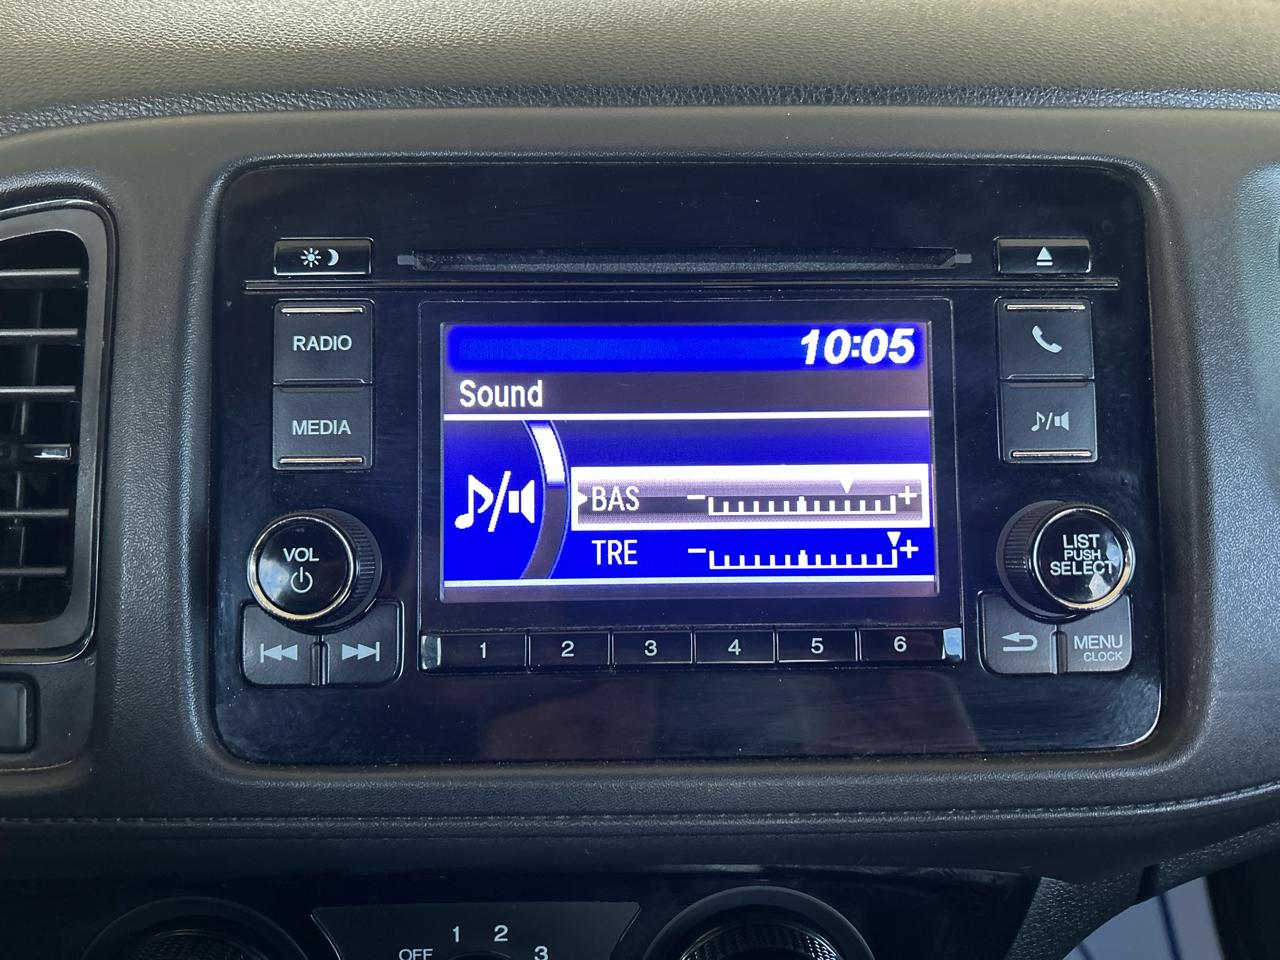 RADIO
MEDIA
VOL
10:05
Sound
BAS
− +
TRE
− +
LIST
PUSH
SELECT
1 2 3 4 5 6
MENU
CLOCK
OFF 1 2 3